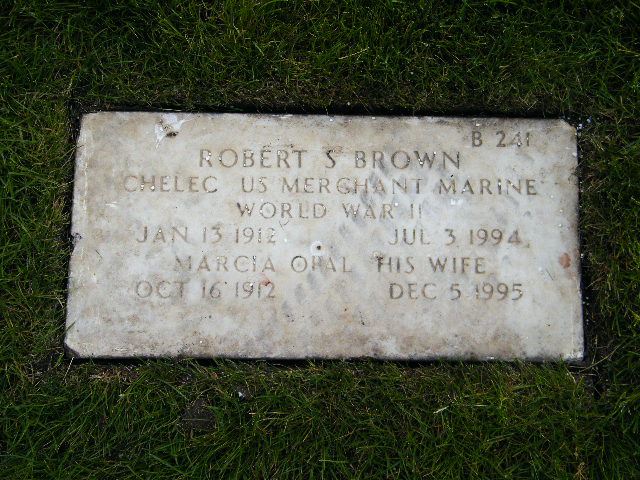 B 241
ROBERT S BROWN
CHELEC US MERCHANT MARINE
WORLD WAR II
JAN 13 1912 JUL 3 1994
MARCIA OPAL HIS WIFE
OCT 16 1912 DEC 5 1995